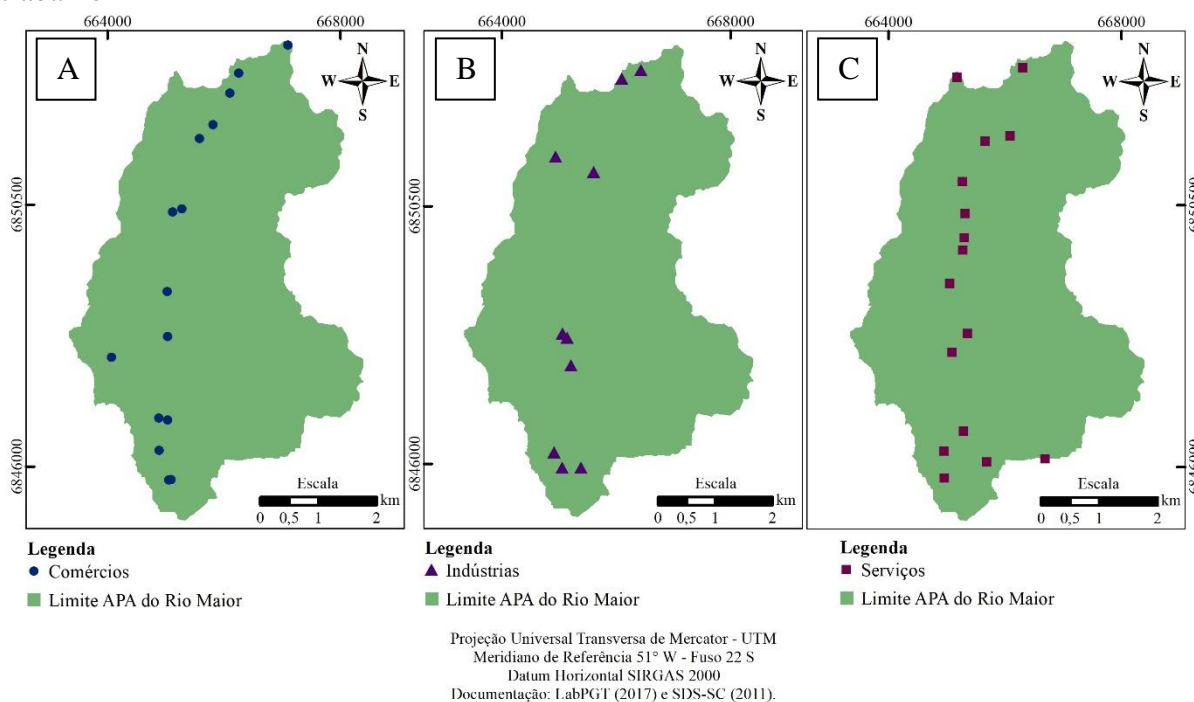 664000 668000
A
N
W E
S
6850500
6846000
Escala
km
0 0,5 1 2
664000 668000
B
N
W E
S
6850500
6846000
Escala
km
0 0,5 1 2
664000 668000
C
N
W E
S
6850500
6846000
Escala
km
0 0,5 1 2
Legenda
Comércios
Limite APA do Rio Maior
Legenda
Indústrias
Limite APA do Rio Maior
Legenda
Serviços
Limite APA do Rio Maior
Projeção Universal Transversa de Mercator - UTM
Meridiano de Referência 51° W - Fuso 22 S
Datum Horizontal SIRGAS 2000
Documentação: LabPGT (2017) e SDS-SC (2011).